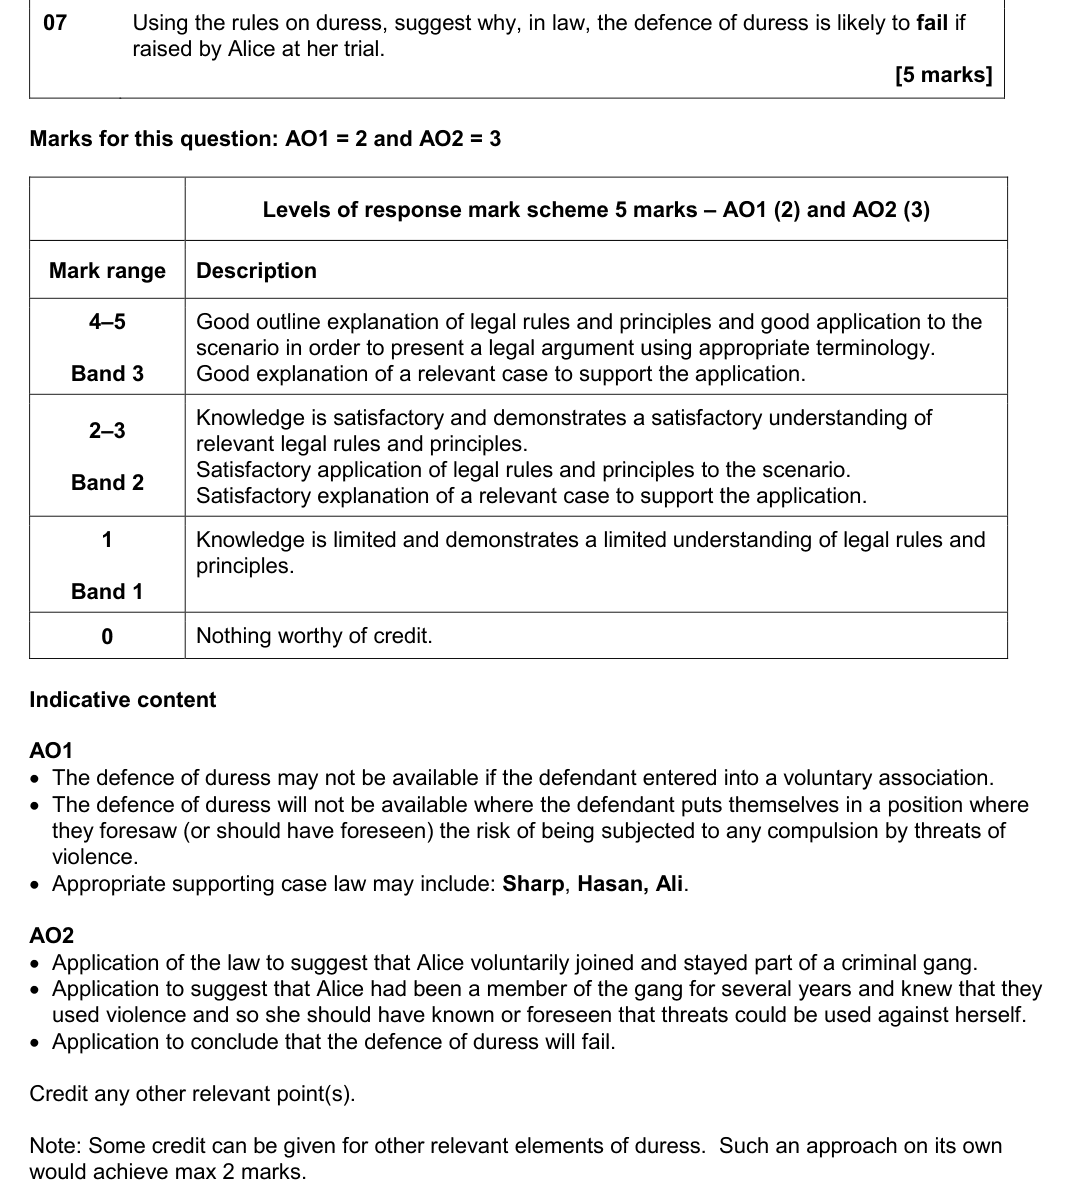 07 Using the rules on duress, suggest why, in law, the defence of duress is likely to fail if
raised by Alice at her trial.
[5 marks]
Marks for this question: AO1 = 2 and AO2 = 3
Levels of response mark scheme 5 marks – AO1 (2) and AO2 (3)
Mark range Description
4–5
Band 3
Good outline explanation of legal rules and principles and good application to the
scenario in order to present a legal argument using appropriate terminology.
Good explanation of a relevant case to support the application.
2–3
Band 2
Knowledge is satisfactory and demonstrates a satisfactory understanding of
relevant legal rules and principles.
Satisfactory application of legal rules and principles to the scenario.
Satisfactory explanation of a relevant case to support the application.
1
Band 1
Knowledge is limited and demonstrates a limited understanding of legal rules and
principles.
0 Nothing worthy of credit.
Indicative content
AO1
• The defence of duress may not be available if the defendant entered into a voluntary association.
• The defence of duress will not be available where the defendant puts themselves in a position where
they foresaw (or should have foreseen) the risk of being subjected to any compulsion by threats of
violence.
• Appropriate supporting case law may include: Sharp, Hasan, Ali.
AO2
• Application of the law to suggest that Alice voluntarily joined and stayed part of a criminal gang.
• Application to suggest that Alice had been a member of the gang for several years and knew that they
used violence and so she should have known or foreseen that threats could be used against herself.
• Application to conclude that the defence of duress will fail.
Credit any other relevant point(s).
Note: Some credit can be given for other relevant elements of duress. Such an approach on its own
would achieve max 2 marks.